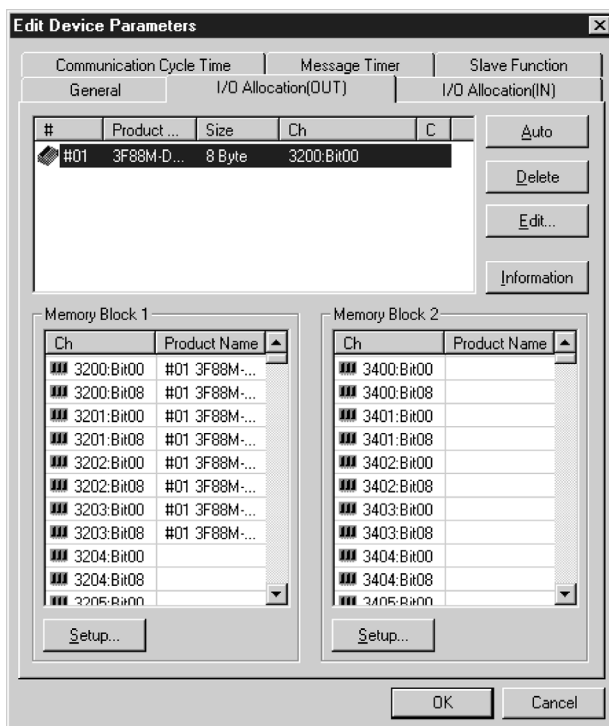 Edit Device Parameters
Communication Cycle Time Message Timer Slave Function
General I/O Allocation(OUT) I/O Allocation(IN)
# Product ... Size Ch C
#01 3F88M-D... 8 Byte 3200:Bit00
Auto
Delete
Edit...
Information
Memory Block 1
Ch Product Name
3200:Bit00 #01 3F88M-...
3200:Bit08 #01 3F88M-...
3201:Bit00 #01 3F88M-...
3201:Bit08 #01 3F88M-...
3202:Bit00 #01 3F88M-...
3202:Bit08 #01 3F88M-...
3203:Bit00 #01 3F88M-...
3203:Bit08 #01 3F88M-...
3204:Bit00
3204:Bit08
3205:Bit00
Setup...
Memory Block 2
Ch Product Name
3400:Bit00
3400:Bit08
3401:Bit00
3401:Bit08
3402:Bit00
3402:Bit08
3403:Bit00
3403:Bit08
3404:Bit00
3404:Bit08
3405:Bit00
Setup...
OK Cancel